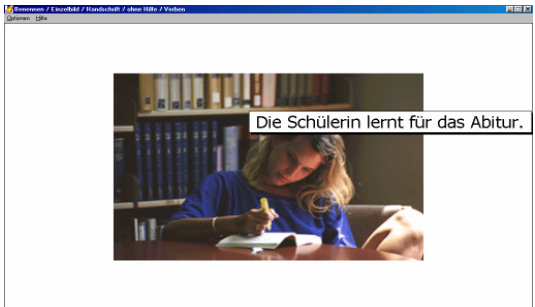 Benennen / Einzelbild / Handschrift / ohne Hilfe / Verben
Optionen Hilfe
Die Schülerin lernt für das Abitur.